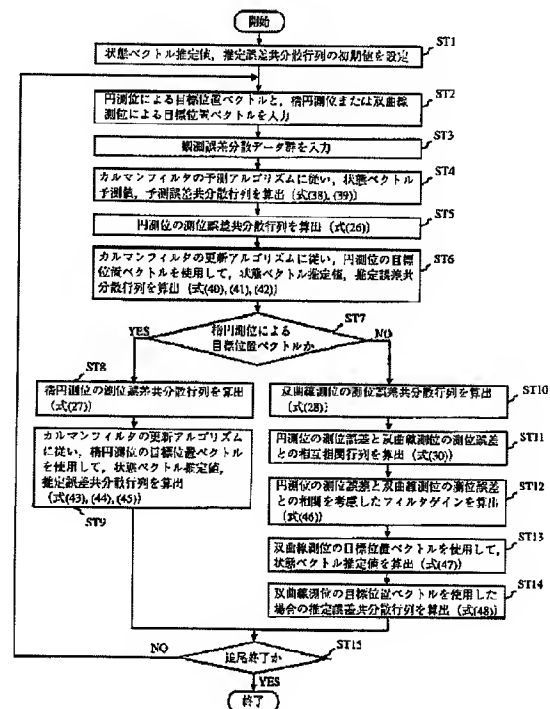 開始
ST1
状態ベクトル推定値，推定誤差共分散行列の初期値を設定
ST2
円測位による目標位置ベクトルと，楕円測位または双曲線
測位による目標位置ベクトルを入力
ST3
観測誤差分散データ群を入力
ST4
カルマンフィルタの予測アルゴリズムに従い，状態ベクトル
予測値，予測誤差共分散行列を算出（式(38), (39)）
ST5
円測位の測位誤差共分散行列を算出（式(26)）
ST6
カルマンフィルタの更新アルゴリズムに従い，円測位の目標
位置ベクトルを使用して，状態ベクトル推定値，推定誤差共
分散行列を算出（式(40), (41), (42)）
ST7
YES
楕円測位による
目標位置ベクトルか
NO
ST8
楕円測位の測位誤差共分散行列を算出
（式(27)）
カルマンフィルタの更新アルゴリズム
に従い，楕円測位の目標位置ベクトル
を使用して，状態ベクトル推定値，
推定誤差共分散行列を算出
（式(43), (44), (45)）
ST9
ST10
双曲線測位の測位誤差共分散行列を算出
（式(28)）
ST11
円測位の測位誤差と双曲線測位の測位誤差
との相互相関行列を算出（式(30)）
ST12
円測位の測位誤差と双曲線測位の測位誤差
との相関を考慮したフィルタゲインを算出
（式(46)）
ST13
双曲線測位の目標位置ベクトルを使用して，
状態ベクトル推定値を算出（式(47)）
ST14
双曲線測位の目標位置ベクトルを使用した
場合の推定誤差共分散行列を算出（式(48)）
NO
ST15
追尾終了か
YES
終了